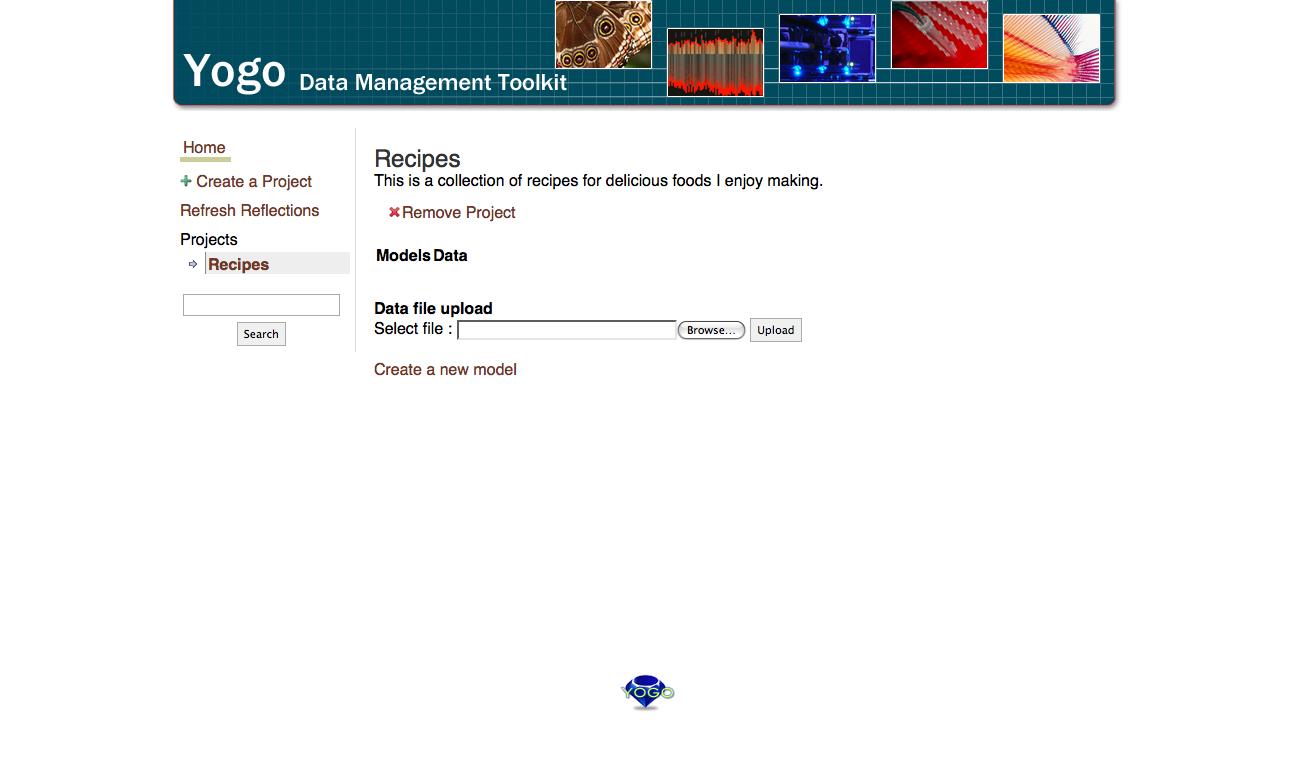 Yogo Data Management Toolkit
Home
Create a Project
Refresh Reflections
Projects
Recipes
Search
Recipes
This is a collection of recipes for delicious foods I enjoy making.
Remove Project
Models Data
Data file upload
Select file : Browse... Upload
Create a new model
YOGO